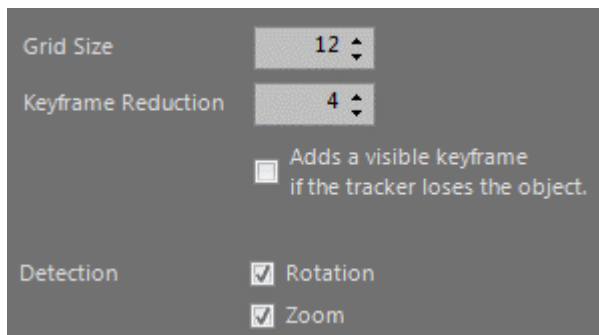 Grid Size 12
Keyframe Reduction 4
Adds a visible keyframe
if the tracker loses the object.
Detection Rotation
Zoom